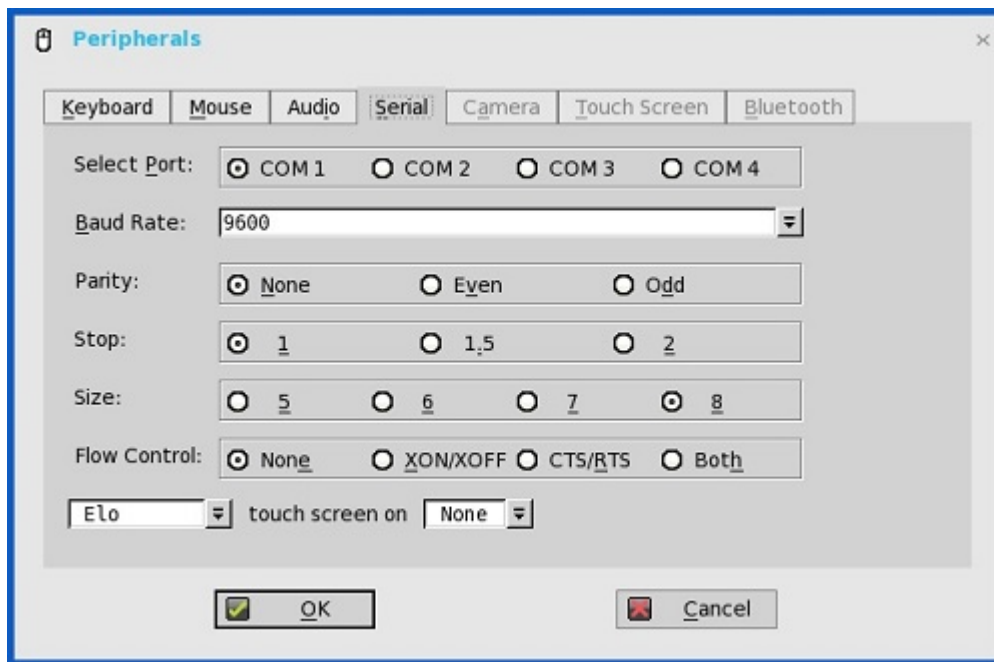 Peripherals
Keyboard Mouse Audio Serial Camera Touch Screen Bluetooth
Select Port: COM 1 COM 2 COM 3 COM 4
Baud Rate: 9600
Parity: None Even Odd
Stop: 1 1.5 2
Size: 5 6 7 8
Flow Control: None XON/XOFF CTS/RTS Both
Elo touch screen on None
OK Cancel